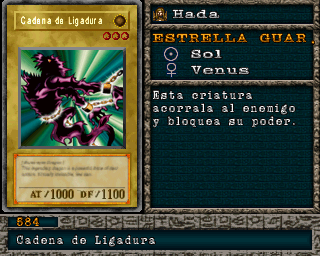 Cadena de Ligadura
AT/1000 DF/1100
Hada
ESTRELLA GUAR.
Sol
Venus
Esta criatura
acorrala al enemigo
y bloquea su poder.
584
Cadena de Ligadura